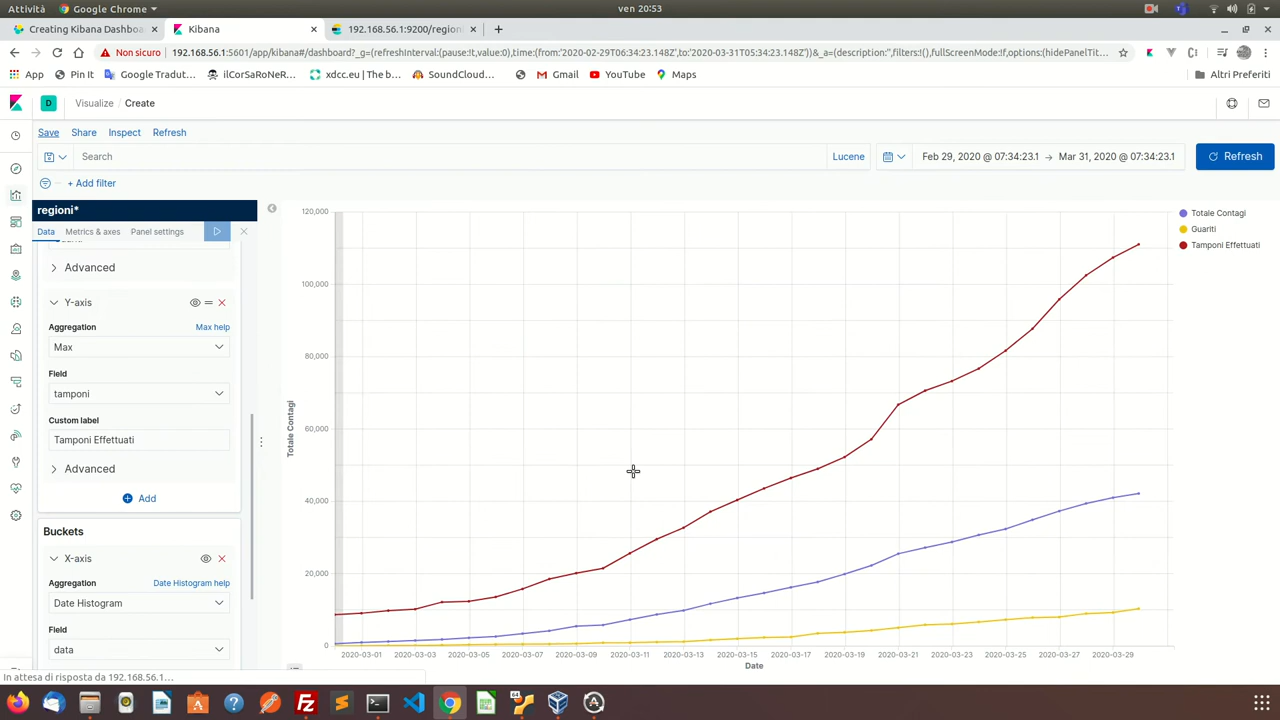 Attività
Google Chrome
ven 20:53
Creating Kibana Dashboa
Kibana
192.168.56.1:9200/region
Non sicuro
192.168.56.1:5601/app/kibana#/dashboard?_g=(refreshInterval:(pause:!t,value:0),time:(from:'2020-02-29T06:34:23.148Z',to:'2020-03-31T05:34:23.148Z'))&_a=(description:'',filters:!(),fullScreenMode:!f,options:(hidePanelTit...
App
Pin It
Google Tradut...
ilCorSaRoNeR...
xdcc.eu | The b...
SoundCloud...
Gmail
YouTube
Maps
Altri Preferiti
D
Visualize / Create
Save Share Inspect Refresh
Search
Lucene
Feb 29, 2020 @ 07:34:23.1 → Mar 31, 2020 @ 07:34:23.1
Refresh
+ Add filter
regioni*
Data Metrics & axes Panel settings
Advanced
Y-axis
Aggregation
Max help
Max
Field
tamponi
Custom label
Tamponi Effettuati
Advanced
Add
Buckets
X-axis
Aggregation
Date Histogram help
Date Histogram
Field
data
In attesa di risposta da 192.168.56.1...
120,000
100,000
80,000
60,000
40,000
20,000
0
Totale Contagi
2020-03-01 2020-03-03 2020-03-05 2020-03-07 2020-03-09 2020-03-11 2020-03-13 2020-03-15 2020-03-17 2020-03-19 2020-03-21 2020-03-23 2020-03-25 2020-03-27 2020-03-29
Date
Totale Contagi
Guariti
Tamponi Effettuati